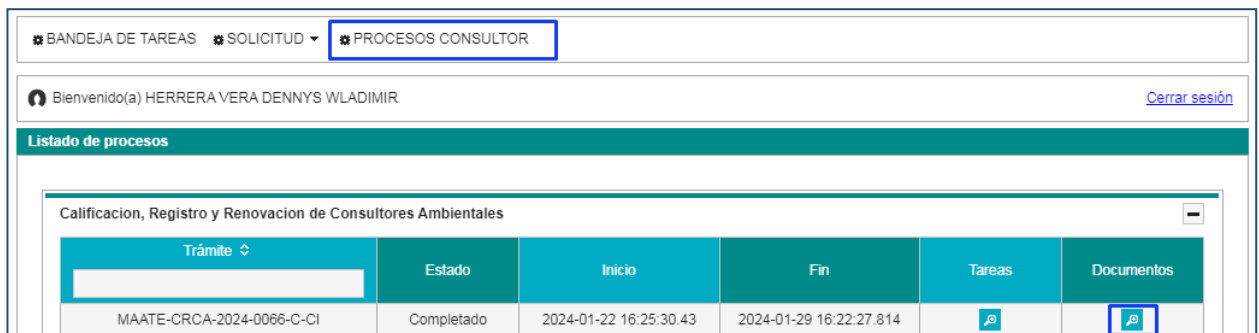 BANDEJA DE TAREAS SOLICITUD PROCESOS CONSULTOR
Bienvenido(a) HERRERA VERA DENNYS WLADIMIR Cerrar sesión
Listado de procesos
Calificacion, Registro y Renovacion de Consultores Ambientales
Trámite Estado Inicio Fin Tareas Documentos
MAATE-CRCA-2024-0066-C-CI Completado 2024-01-22 16:25:30.43 2024-01-29 16:22:27.814